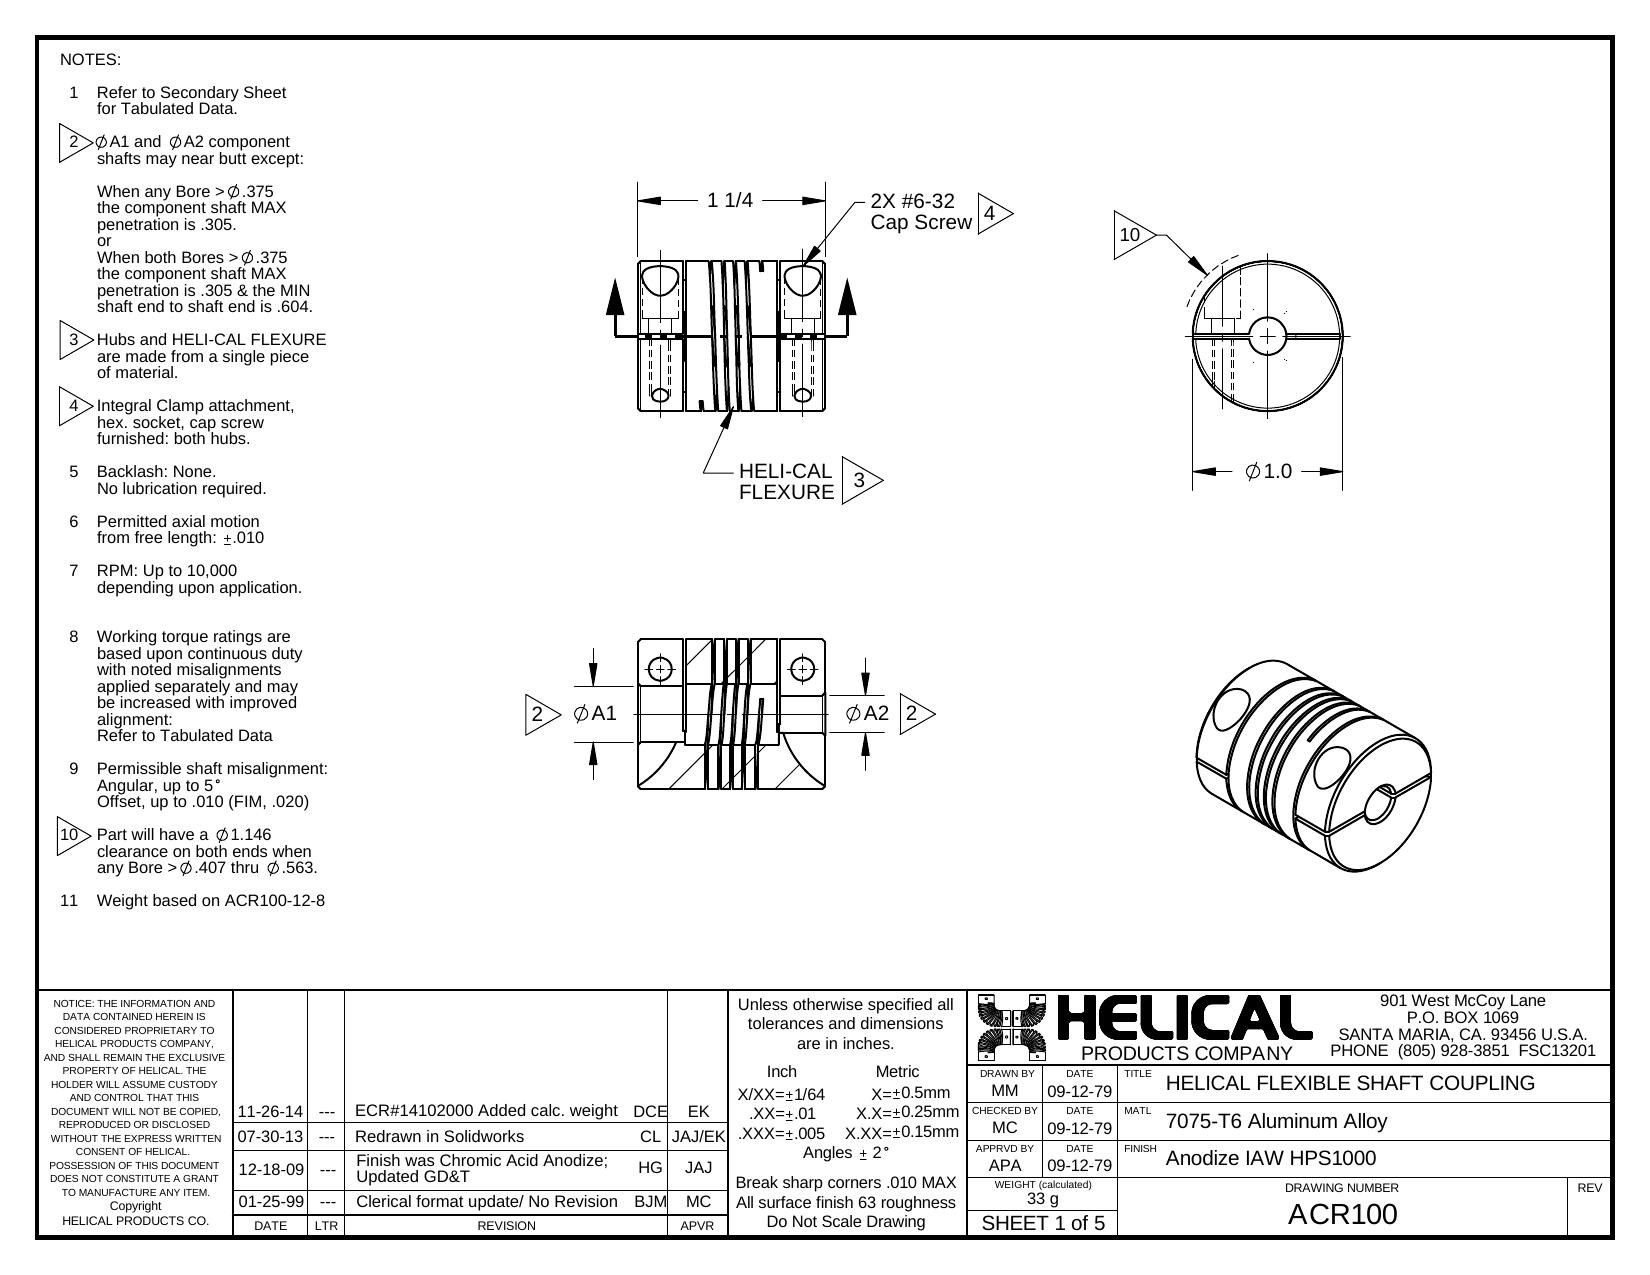 NOTES:
1 Refer to Secondary Sheet
for Tabulated Data.
2 ∅A1 and ∅A2 component
shafts may near butt except:
When any Bore > ∅.375
the component shaft MAX
penetration is .305.
or
When both Bores > ∅.375
the component shaft MAX
penetration is .305 & the MIN
shaft end to shaft end is .604.
3 Hubs and HELI-CAL FLEXURE
are made from a single piece
of material.
4 Integral Clamp attachment,
hex. socket, cap screw
furnished: both hubs.
5 Backlash: None.
No lubrication required.
6 Permitted axial motion
from free length: ±.010
7 RPM: Up to 10,000
depending upon application.
8 Working torque ratings are
based upon continuous duty
with noted misalignments
applied separately and may
be increased with improved
alignment:
Refer to Tabulated Data
9 Permissible shaft misalignment:
Angular, up to 5°
Offset, up to .010 (FIM, .020)
10 Part will have a ∅1.146
clearance on both ends when
any Bore > ∅.407 thru ∅.563.
11 Weight based on ACR100-12-8
1 1/4
2X #6-32
Cap Screw 4
HELI-CAL
FLEXURE 3
10
∅1.0
2 ∅A1
∅A2 2
NOTICE: THE INFORMATION AND
DATA CONTAINED HEREIN IS
CONSIDERED PROPRIETARY TO
HELICAL PRODUCTS COMPANY,
AND SHALL REMAIN THE EXCLUSIVE
PROPERTY OF HELICAL. THE
HOLDER WILL ASSUME CUSTODY
AND CONTROL THAT THIS
DOCUMENT WILL NOT BE COPIED,
REPRODUCED OR DISCLOSED
WITHOUT THE EXPRESS WRITTEN
CONSENT OF HELICAL.
POSSESSION OF THIS DOCUMENT
DOES NOT CONSTITUTE A GRANT
TO MANUFACTURE ANY ITEM.
Copyright
HELICAL PRODUCTS CO.
11-26-14 --- ECR#14102000 Added calc. weight DCE EK
07-30-13 --- Redrawn in Solidworks CL JAJ/EK
12-18-09 --- Finish was Chromic Acid Anodize;
Updated GD&T HG JAJ
01-25-99 --- Clerical format update/ No Revision BJM MC
DATE LTR REVISION APVR
Unless otherwise specified all
tolerances and dimensions
are in inches.
Inch Metric
X/XX=±1/64 X=±0.5mm
.XX=±.01 X.X=±0.25mm
.XXX=±.005 X.XX=±0.15mm
Angles ± 2°
Break sharp corners .010 MAX
All surface finish 63 roughness
Do Not Scale Drawing
HELICAL
PRODUCTS COMPANY
901 West McCoy Lane
P.O. BOX 1069
SANTA MARIA, CA. 93456 U.S.A.
PHONE (805) 928-3851 FSC13201
DRAWN BY DATE TITLE
MM 09-12-79 HELICAL FLEXIBLE SHAFT COUPLING
CHECKED BY DATE MATL
MC 09-12-79 7075-T6 Aluminum Alloy
APPRVD BY DATE FINISH
APA 09-12-79 Anodize IAW HPS1000
WEIGHT (calculated)
33 g
SHEET 1 of 5
DRAWING NUMBER REV
ACR100